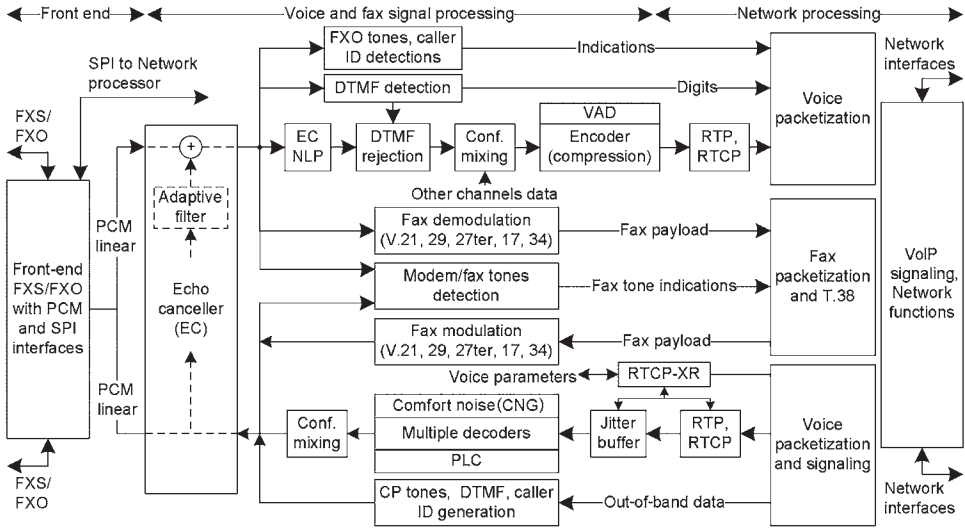 Front end
Voice and fax signal processing
Network processing
SPI to Network
processor
FXS/
FXO
FXO tones, caller
ID detections
Indications
DTMF detection
Digits
EC
NLP
DTMF
rejection
Conf.
mixing
VAD
Encoder
(compression)
RTP,
RTCP
Voice
packetization
Network
interfaces
Other channels data
Adaptive
filter
PCM
linear
Front-end
FXS/FXO
with PCM
and SPI
interfaces
Echo
canceller
(EC)
Fax demodulation
(V.21, 29, 27ter, 17, 34)
Fax payload
Modem/fax tones
detection
Fax tone indications
Fax
packetization
and T.38
VoIP
signaling,
Network
functions
Fax modulation
(V.21, 29, 27ter, 17, 34)
Fax payload
Voice parameters
RTCP-XR
PCM
linear
Conf.
mixing
Comfort noise(CNG)
Multiple decoders
PLC
Jitter
buffer
RTP,
RTCP
Voice
packetization
and signaling
FXS/
FXO
CP tones, DTMF, caller
ID generation
Out-of-band data
Network
interfaces